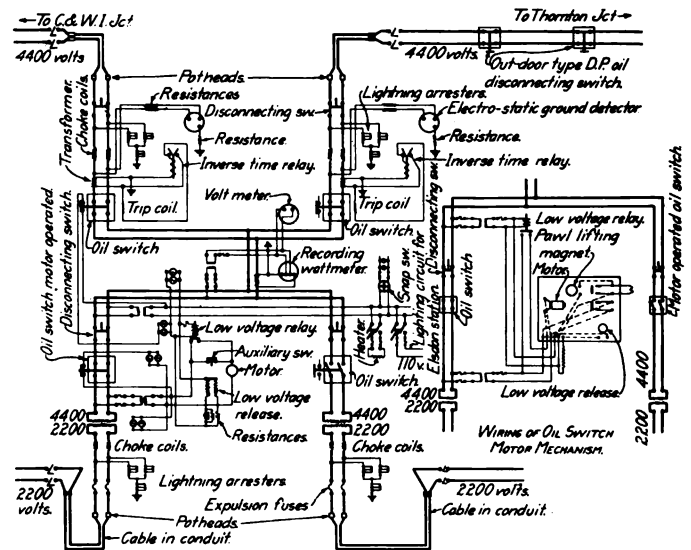 To C.& W.I. Jct.
To Thornton Jct.
4400 volts
4400 volts.
Out-door type D.P. oil
disconnecting switch.
Potheads.
Resistances
Disconnecting sw.
Lightning arresters.
Electro-static ground detector
Transformer.
Choke coils.
Resistance.
Resistance.
Inverse time relay.
Inverse time relay.
Volt meter.
Trip coil.
Trip coil
Oil switch
Oil switch
Recording
wattmeter.
Oil switch motor operated.
Disconnecting switch.
Snap sw.
Lighting circuit for
Elsdon station.
Disconnecting sw.
Heater.
110 v.
Low voltage relay.
Auxiliary sw.
Motor.
Low voltage
release.
Resistances.
Oil switch.
4400
2200
4400
2200
Choke coils.
Choke coils.
Lightning arresters.
Expulsion fuses
2200
volts.
2200 volts.
Potheads.
Cable in conduit.
Cable in conduit.
Low voltage relay.
Pawl lifting
magnet
Motor.
Oil switch
Motor operated oil switch.
Low voltage release.
4400
2200
4400
2200
WIRING OF OIL SWITCH
MOTOR MECHANISM.